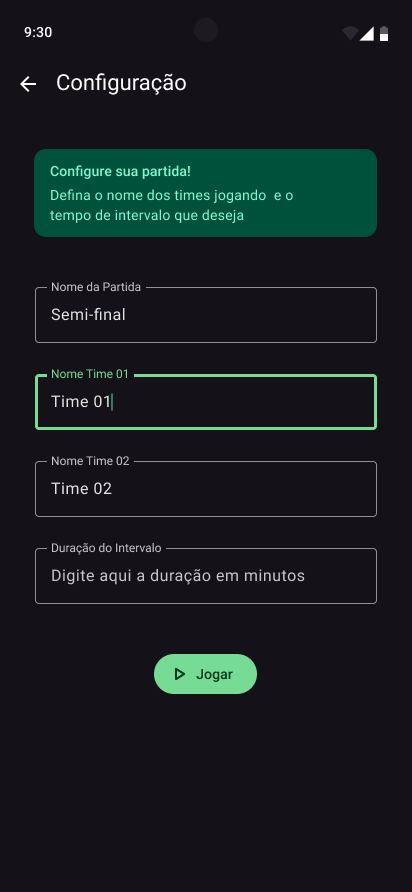 9:30
Configuração
Configure sua partida!
Defina o nome dos times jogando  e o
tempo de intervalo que deseja
Nome da Partida
Semi-final
Nome Time 01
Time 01
Nome Time 02
Time 02
Duração do Intervalo
Digite aqui a duração em minutos
Jogar